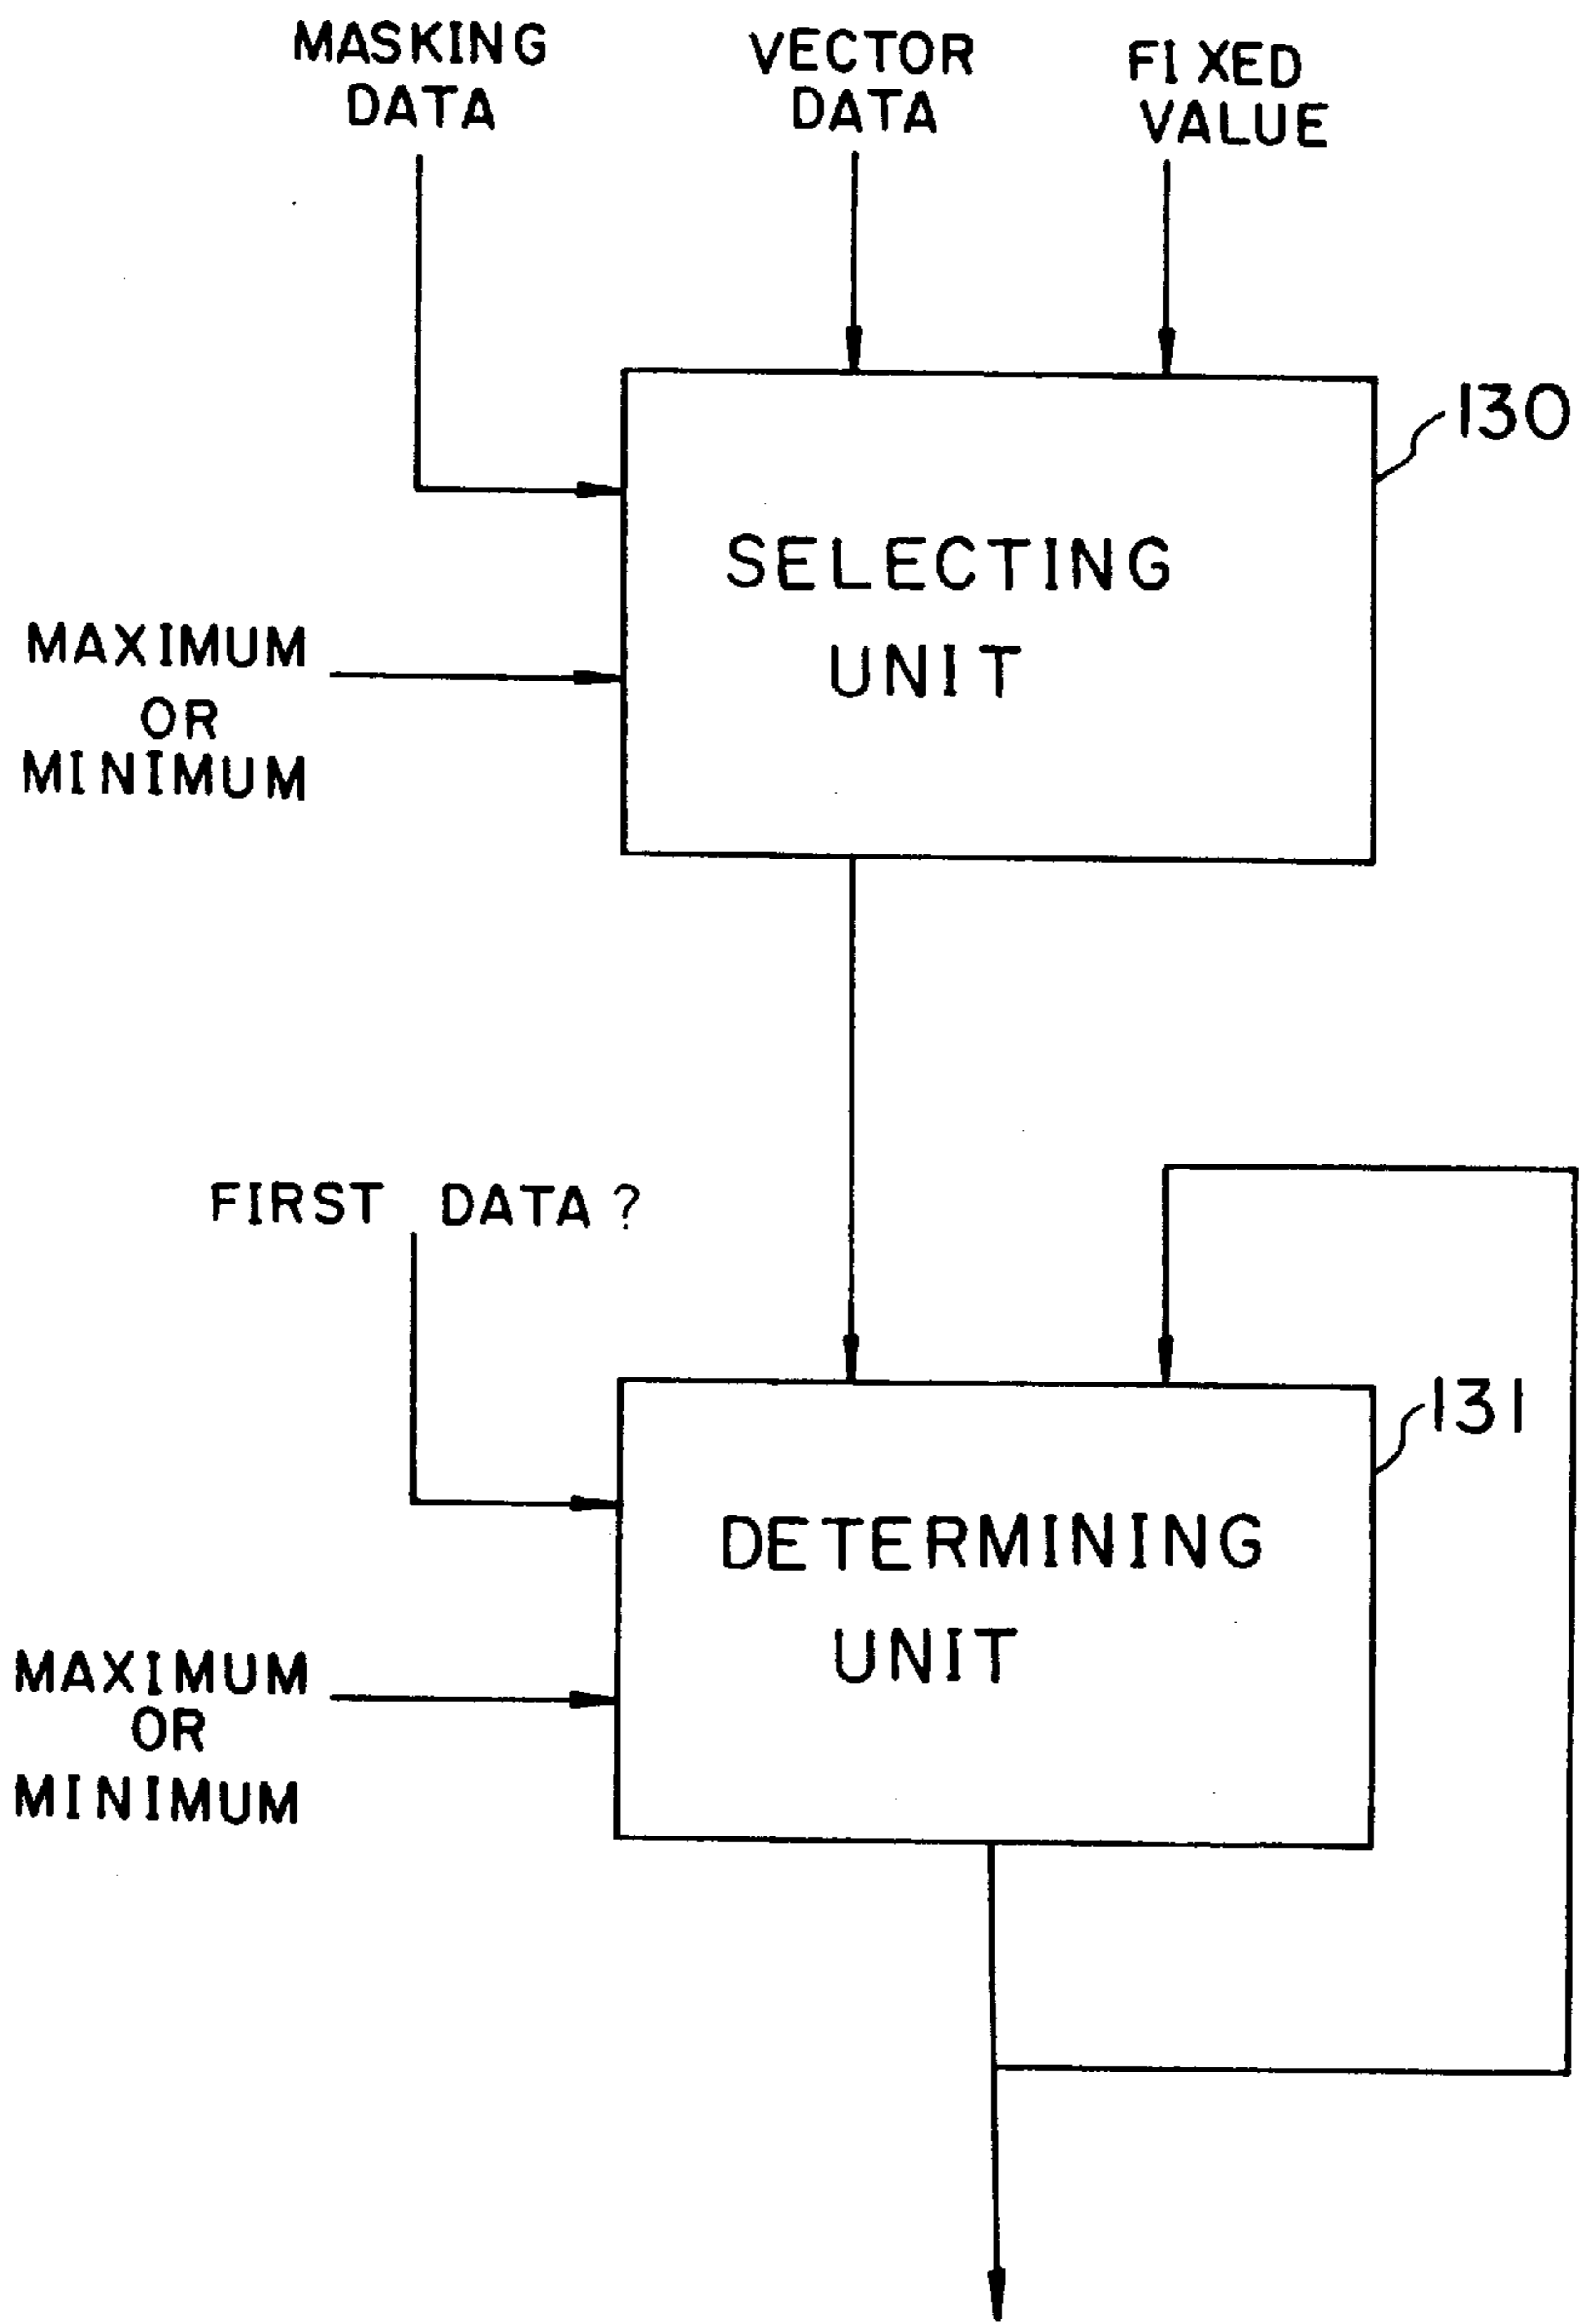 MASKING
DATA
VECTOR
DATA
FIXED
VALUE
130
SELECTING
UNIT
MAXIMUM
OR
MINIMUM
FIRST DATA?
131
DETERMINING
UNIT
MAXIMUM
OR
MINIMUM